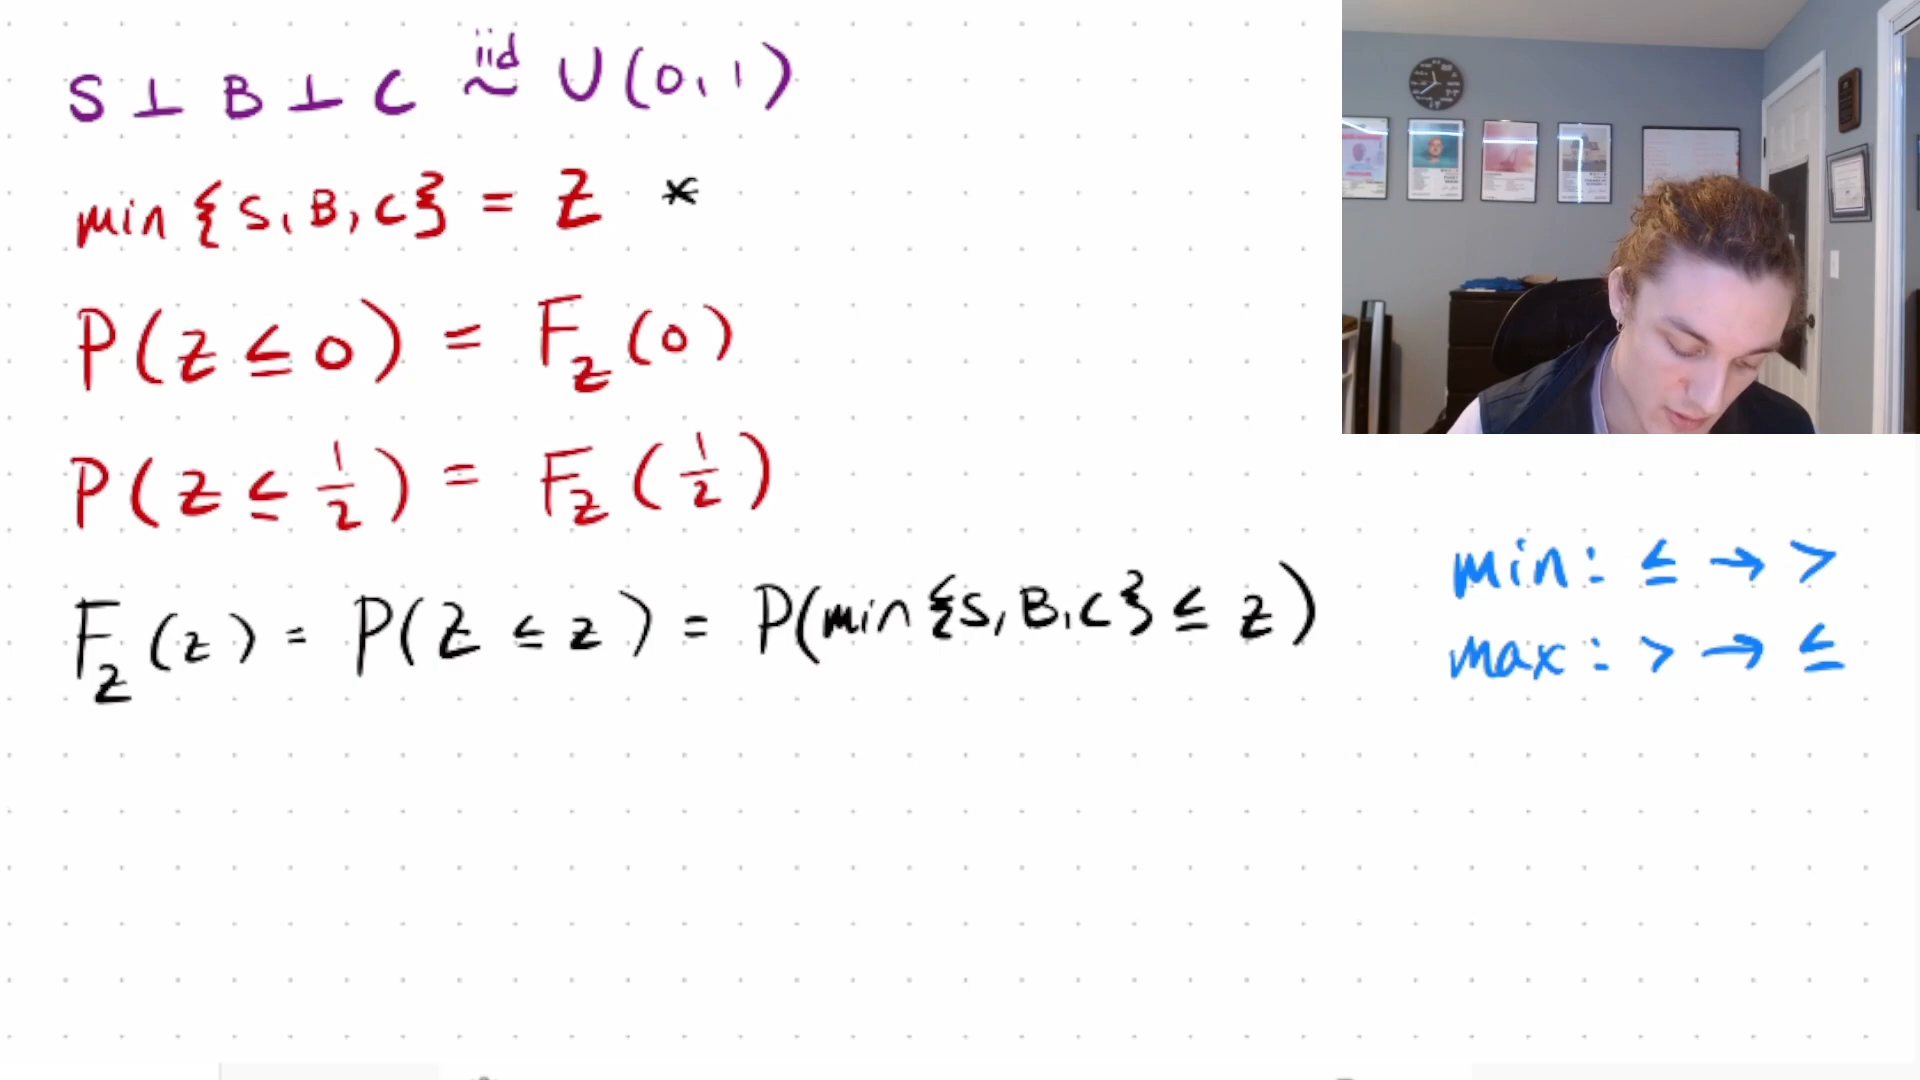 S ⊥ B ⊥ C iid ~ U(0,1)
min{S,B,C} = Z *
P(Z ≤ 0) = F_Z(0)
P(Z ≤ 1/2) = F_Z(1/2)
F_Z(z) = P(Z ≤ z) = P(min{S,B,C} ≤ z)
min: ≤ → >
max: > → ≤